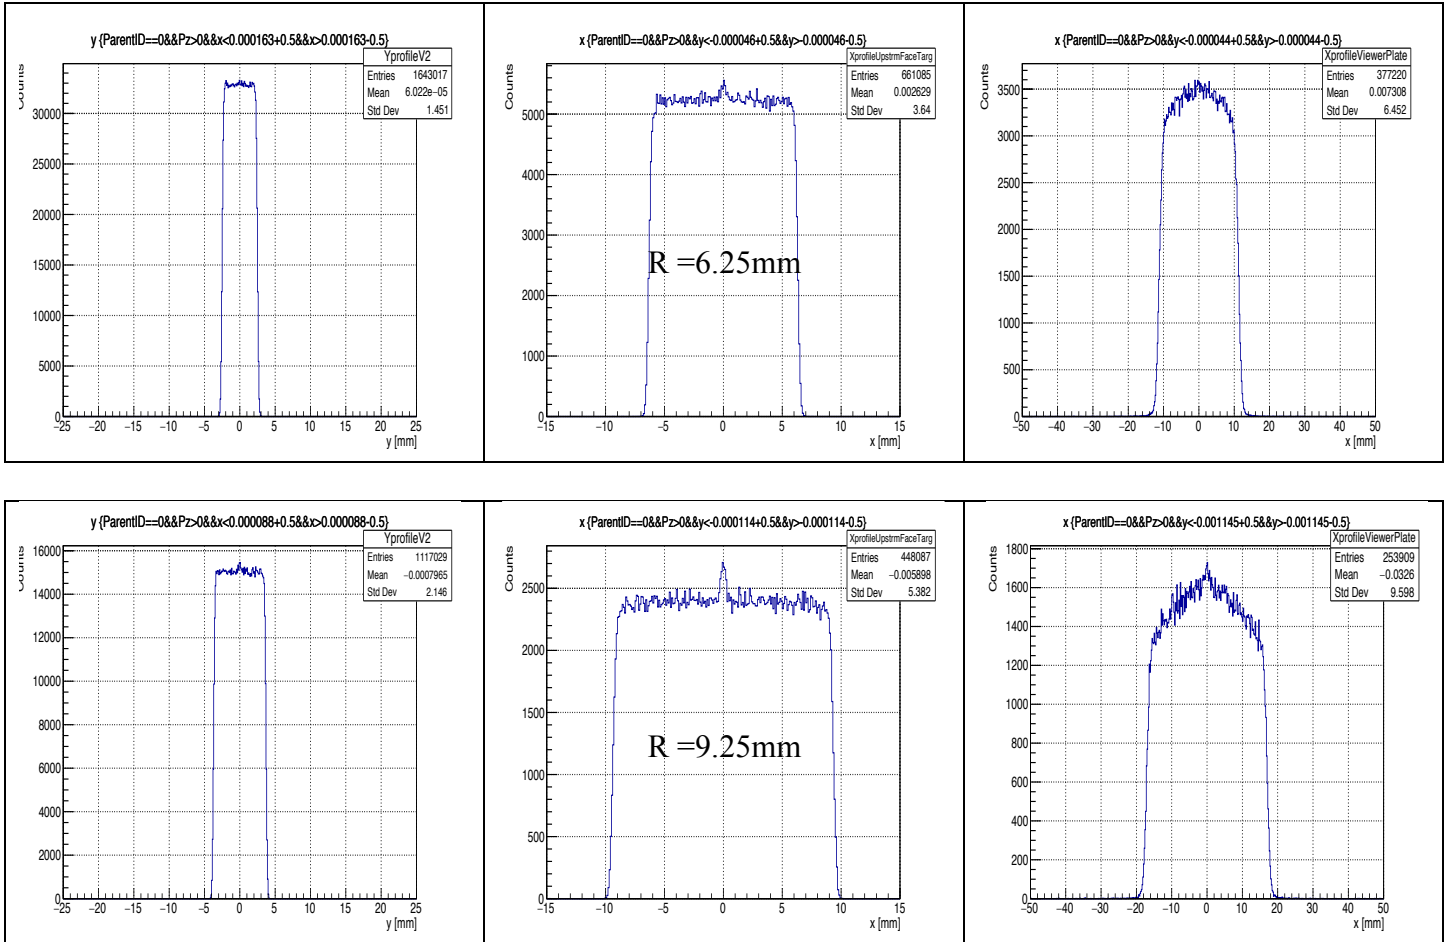 y {ParentID==0&&Pz>0&&x<0.000163+0.5&&x>0.000163-0.5}
YprofileV2
Entries 1643017
Mean 6.022e−05
Std Dev 1.451
Counts
30000
25000
20000
15000
10000
5000
0
−25 −20 −15 −10 −5 0 5 10 15 20 25
y [mm]
x {ParentID==0&&Pz>0&&y<-0.000046+0.5&&y>-0.000046-0.5}
XprofileUpstrmFaceTarg
Entries 661085
Mean 0.002629
Std Dev 3.64
Counts
5000
4000
3000
2000
1000
0
R =6.25mm
−15 −10 −5 0 5 10 15
x [mm]
x {ParentID==0&&Pz>0&&y<-0.000044+0.5&&y>-0.000044-0.5}
XprofileViewerPlate
Entries 377220
Mean 0.007308
Std Dev 6.452
Counts
3500
3000
2500
2000
1500
1000
500
0
−50 −40 −30 −20 −10 0 10 20 30 40 50
x [mm]
y {ParentID==0&&Pz>0&&x<0.000088+0.5&&x>0.000088-0.5}
YprofileV2
Entries 1117029
Mean −0.0007965
Std Dev 2.146
Counts
16000
14000
12000
10000
8000
6000
4000
2000
0
−25 −20 −15 −10 −5 0 5 10 15 20 25
y [mm]
x {ParentID==0&&Pz>0&&y<-0.000114+0.5&&y>-0.000114-0.5}
XprofileUpstrmFaceTarg
Entries 448087
Mean −0.005898
Std Dev 5.382
Counts
2500
2000
1500
1000
500
0
R =9.25mm
−15 −10 −5 0 5 10 15
x [mm]
x {ParentID==0&&Pz>0&&y<-0.001145+0.5&&y>-0.001145-0.5}
XprofileViewerPlate
Entries 253909
Mean −0.0326
Std Dev 9.598
Counts
1800
1600
1400
1200
1000
800
600
400
200
0
−50 −40 −30 −20 −10 0 10 20 30 40 50
x [mm]